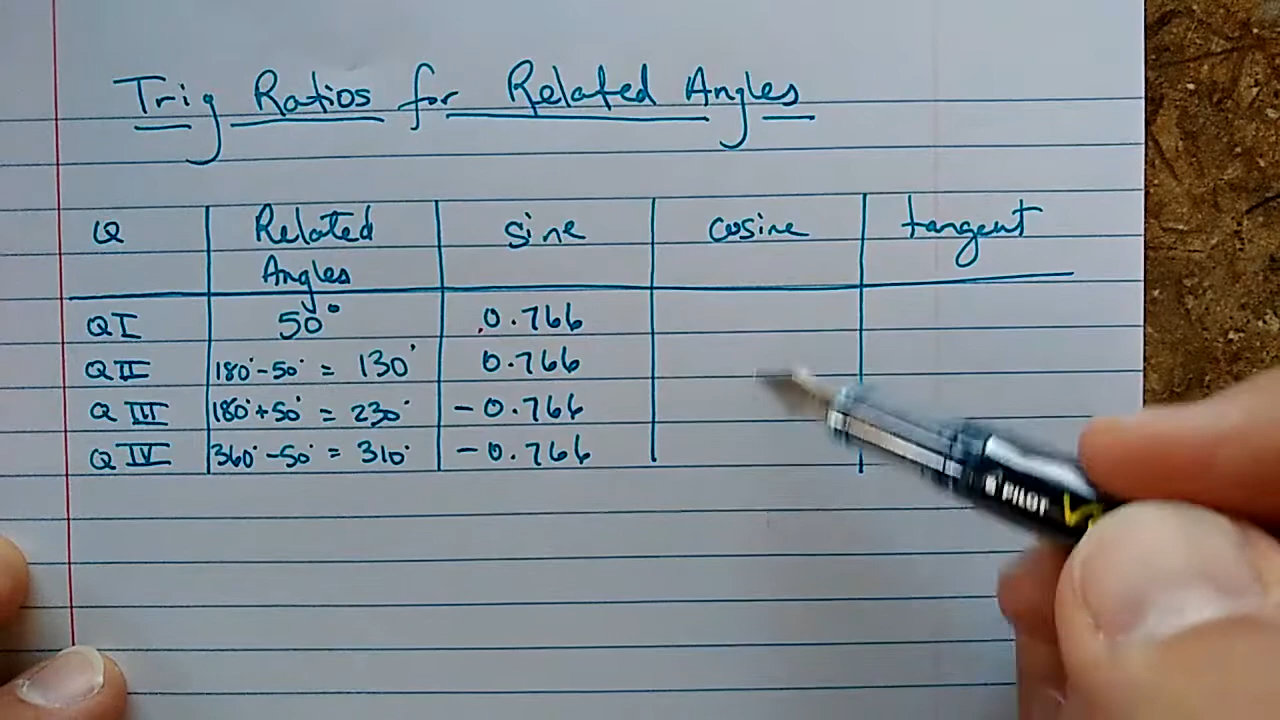 Trig Ratios for Related Angles
Q Related Angles sine cosine tangent
QI 50° 0.766
QII 180°-50° = 130° 0.766
QIII 180°+50° = 230° -0.766
QIV 360°-50° = 310° -0.766
PILOT